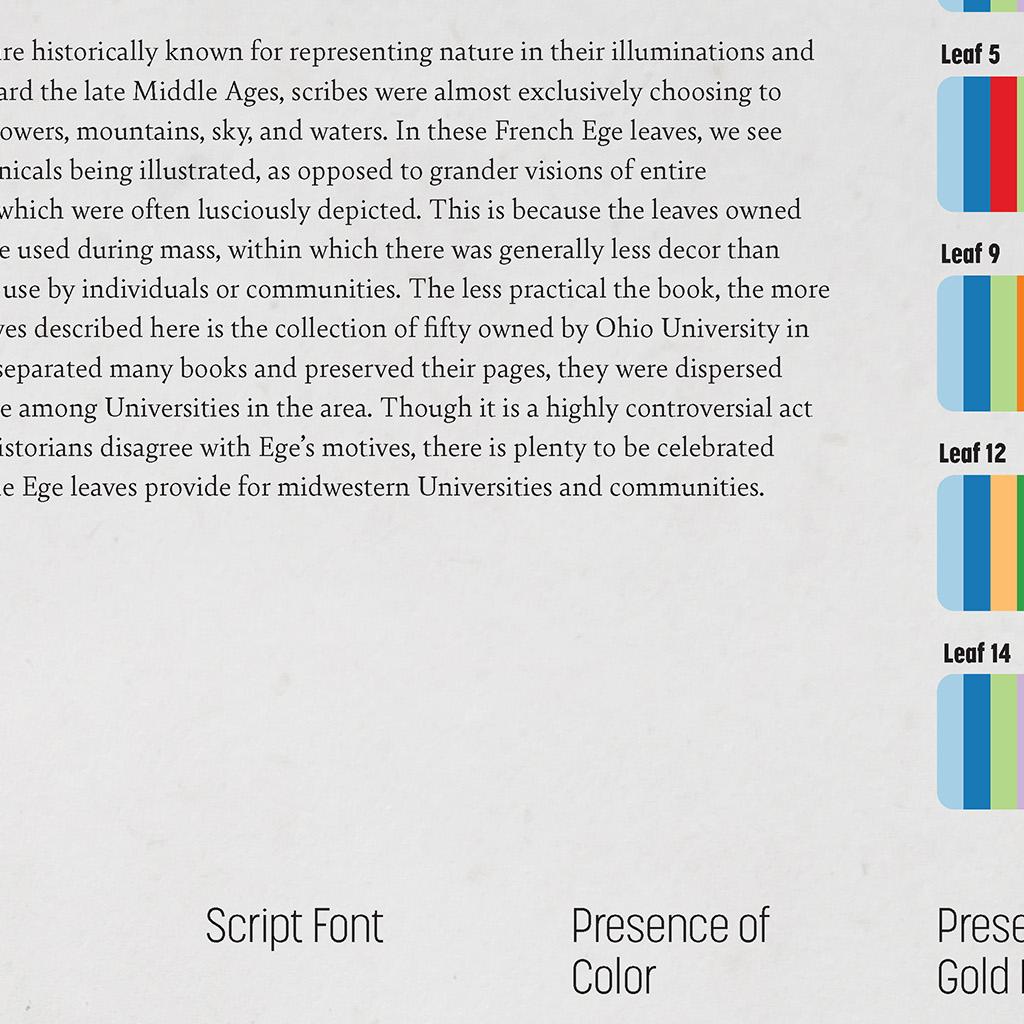 re historically known for representing nature in their illuminations and
ard the late Middle Ages, scribes were almost exclusively choosing to
owers, mountains, sky, and waters. In these French Ege leaves, we see
nicals being illustrated, as opposed to grander visions of entire
which were often lusciously depicted. This is because the leaves owned
e used during mass, within which there was generally less decor than
use by individuals or communities. The less practical the book, the more
ves described here is the collection of fifty owned by Ohio University in
separated many books and preserved their pages, they were dispersed
e among Universities in the area. Though it is a highly controversial act
istorians disagree with Ege’s motives, there is plenty to be celebrated
e Ege leaves provide for midwestern Universities and communities.
Leaf 5
Leaf 9
Leaf 12
Leaf 14
Script Font
Presence of
Color
Prese
Gold